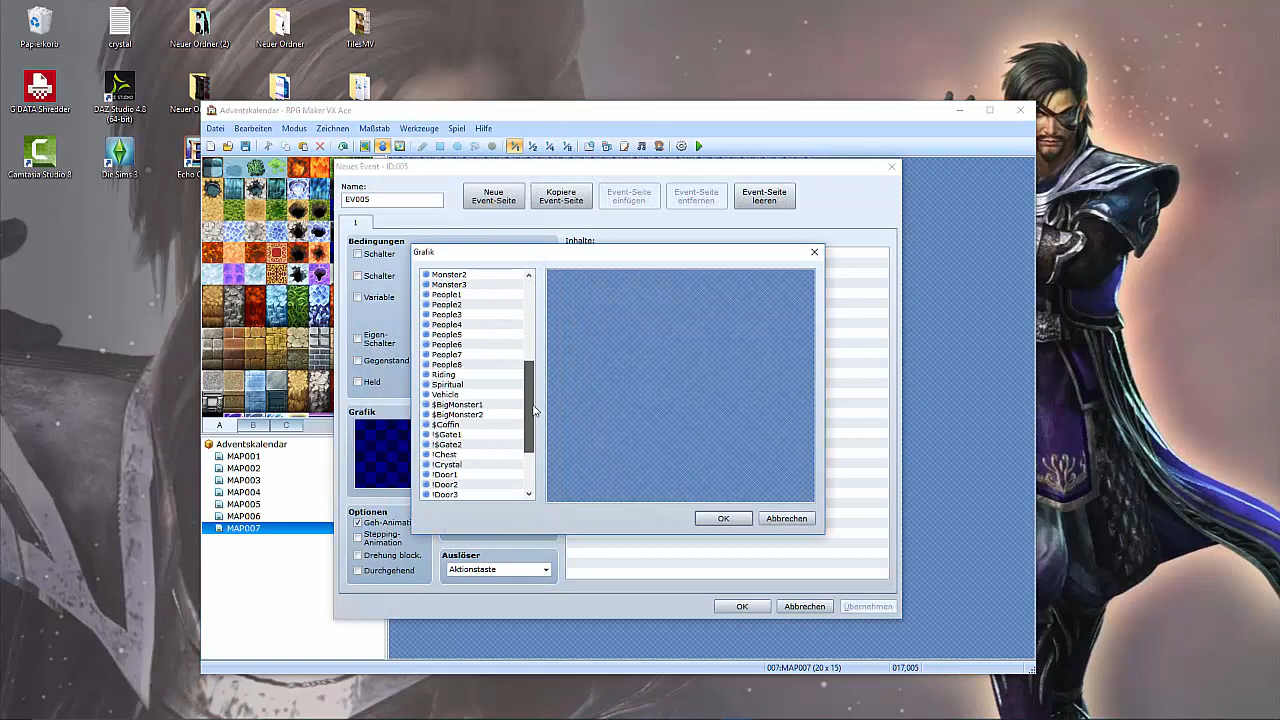 Papierkorb
crystal
Neuer Ordner (2)
Neuer Ordner
TilesMV
G DATA Shredder
DAZ Studio 4.8
(64-bit)
Camtasia Studio 8
Die Sims 3
Adventskalendar - RPG Maker VX Ace
Datei Bearbeiten Modus Zeichnen Maßstab Werkzeuge Spiel Hilfe
Neues Event - ID:005
Name:
EV005
Neue
Event-Seite
Kopiere
Event-Seite
Event-Seite
einfügen
Event-Seite
entfernen
Event-Seite
leeren
1
Bedingungen
Schalter
Schalter
Variable
Eigen-
Schalter
Gegenstand
Held
Inhalte:
Grafik
Monster2
Monster3
People1
People2
People3
People4
People5
People6
People7
People8
Riding
Spiritual
Vehicle
$BigMonster1
$BigMonster2
$Coffin
!$Gate1
!$Gate2
!Chest
!Crystal
!Door1
!Door2
!Door3
OK
Abbrechen
Grafik
Optionen
Geh-Animati
Stepping-
Animation
Drehung block.
Durchgehend
Auslöser
Aktionstaste
OK
Abbrechen
Übernehmen
A B C
Adventskalendar
MAP001
MAP002
MAP003
MAP004
MAP005
MAP006
MAP007
007:MAP007 (20 x 15)
017,005